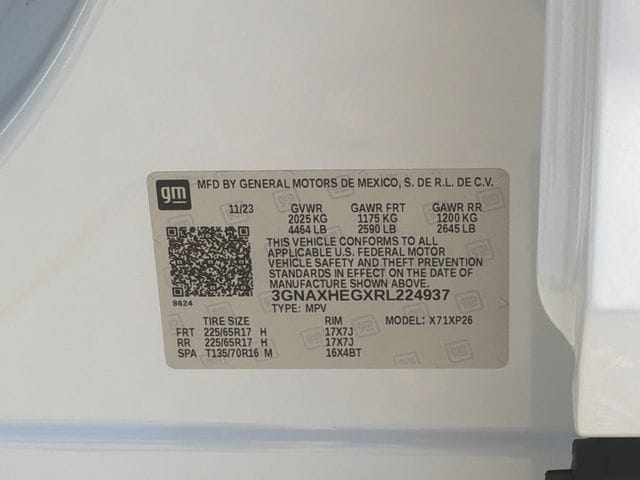 gm
MFD BY GENERAL MOTORS DE MEXICO, S. DE R.L. DE C.V.
11/23 GVWR GAWR FRT GAWR RR
2025 KG 1175 KG 1200 KG
4464 LB 2590 LB 2645 LB
THIS VEHICLE CONFORMS TO ALL
APPLICABLE U.S. FEDERAL MOTOR
VEHICLE SAFETY AND THEFT PREVENTION
STANDARDS IN EFFECT ON THE DATE OF
MANUFACTURE SHOWN ABOVE.
3GNAXHEGXRL224937
8624
TYPE: MPV
TIRE SIZE RIM MODEL: X71XP26
FRT 225/65R17 H 17X7J
RR 225/65R17 H 17X7J
SPA T135/70R16 M 16X4BT